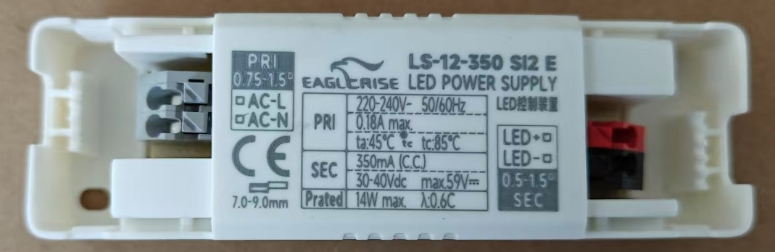 PRI
0.75-1.5□
AC-L
AC-N
CE
7.0-9.0mm
EAGLERISE
LS-12-350 SI2 E
LED POWER SUPPLY
LED控制装置
PRI
220-240V~ 50/60Hz
0.18A max.
ta:45°C tc tc:85°C
SEC
350mA (C.C.)
30-40Vdc max.59V⎓
Prated
14W max. λ:0.6C
LED+
LED-
0.5-1.5□
SEC